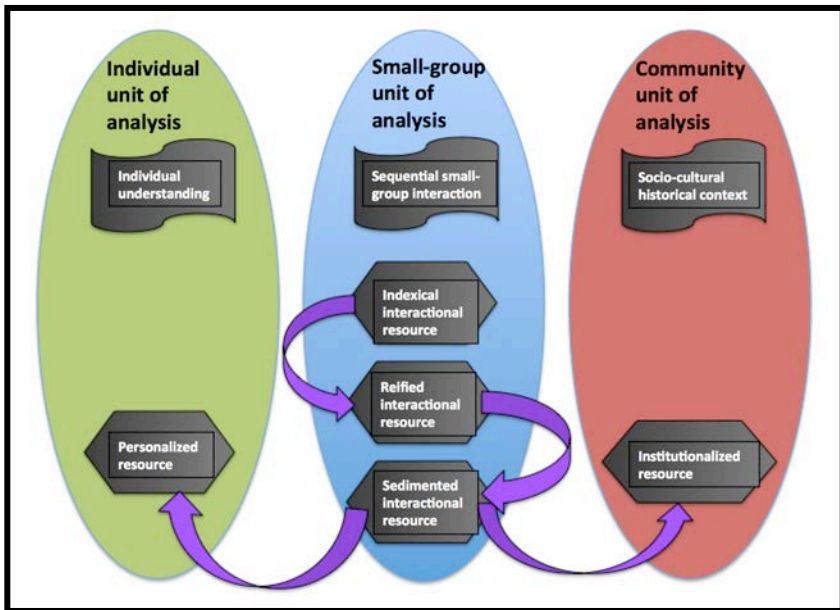 Individual
unit of
analysis
Small-group
unit of
analysis
Community
unit of
analysis
Individual
understanding
Sequential small-
group interaction
Socio-cultural
historical context
Indexical
interactional
resource
Reified
interactional
resource
Personalized
resource
Sedimented
interactional
resource
Institutionalized
resource